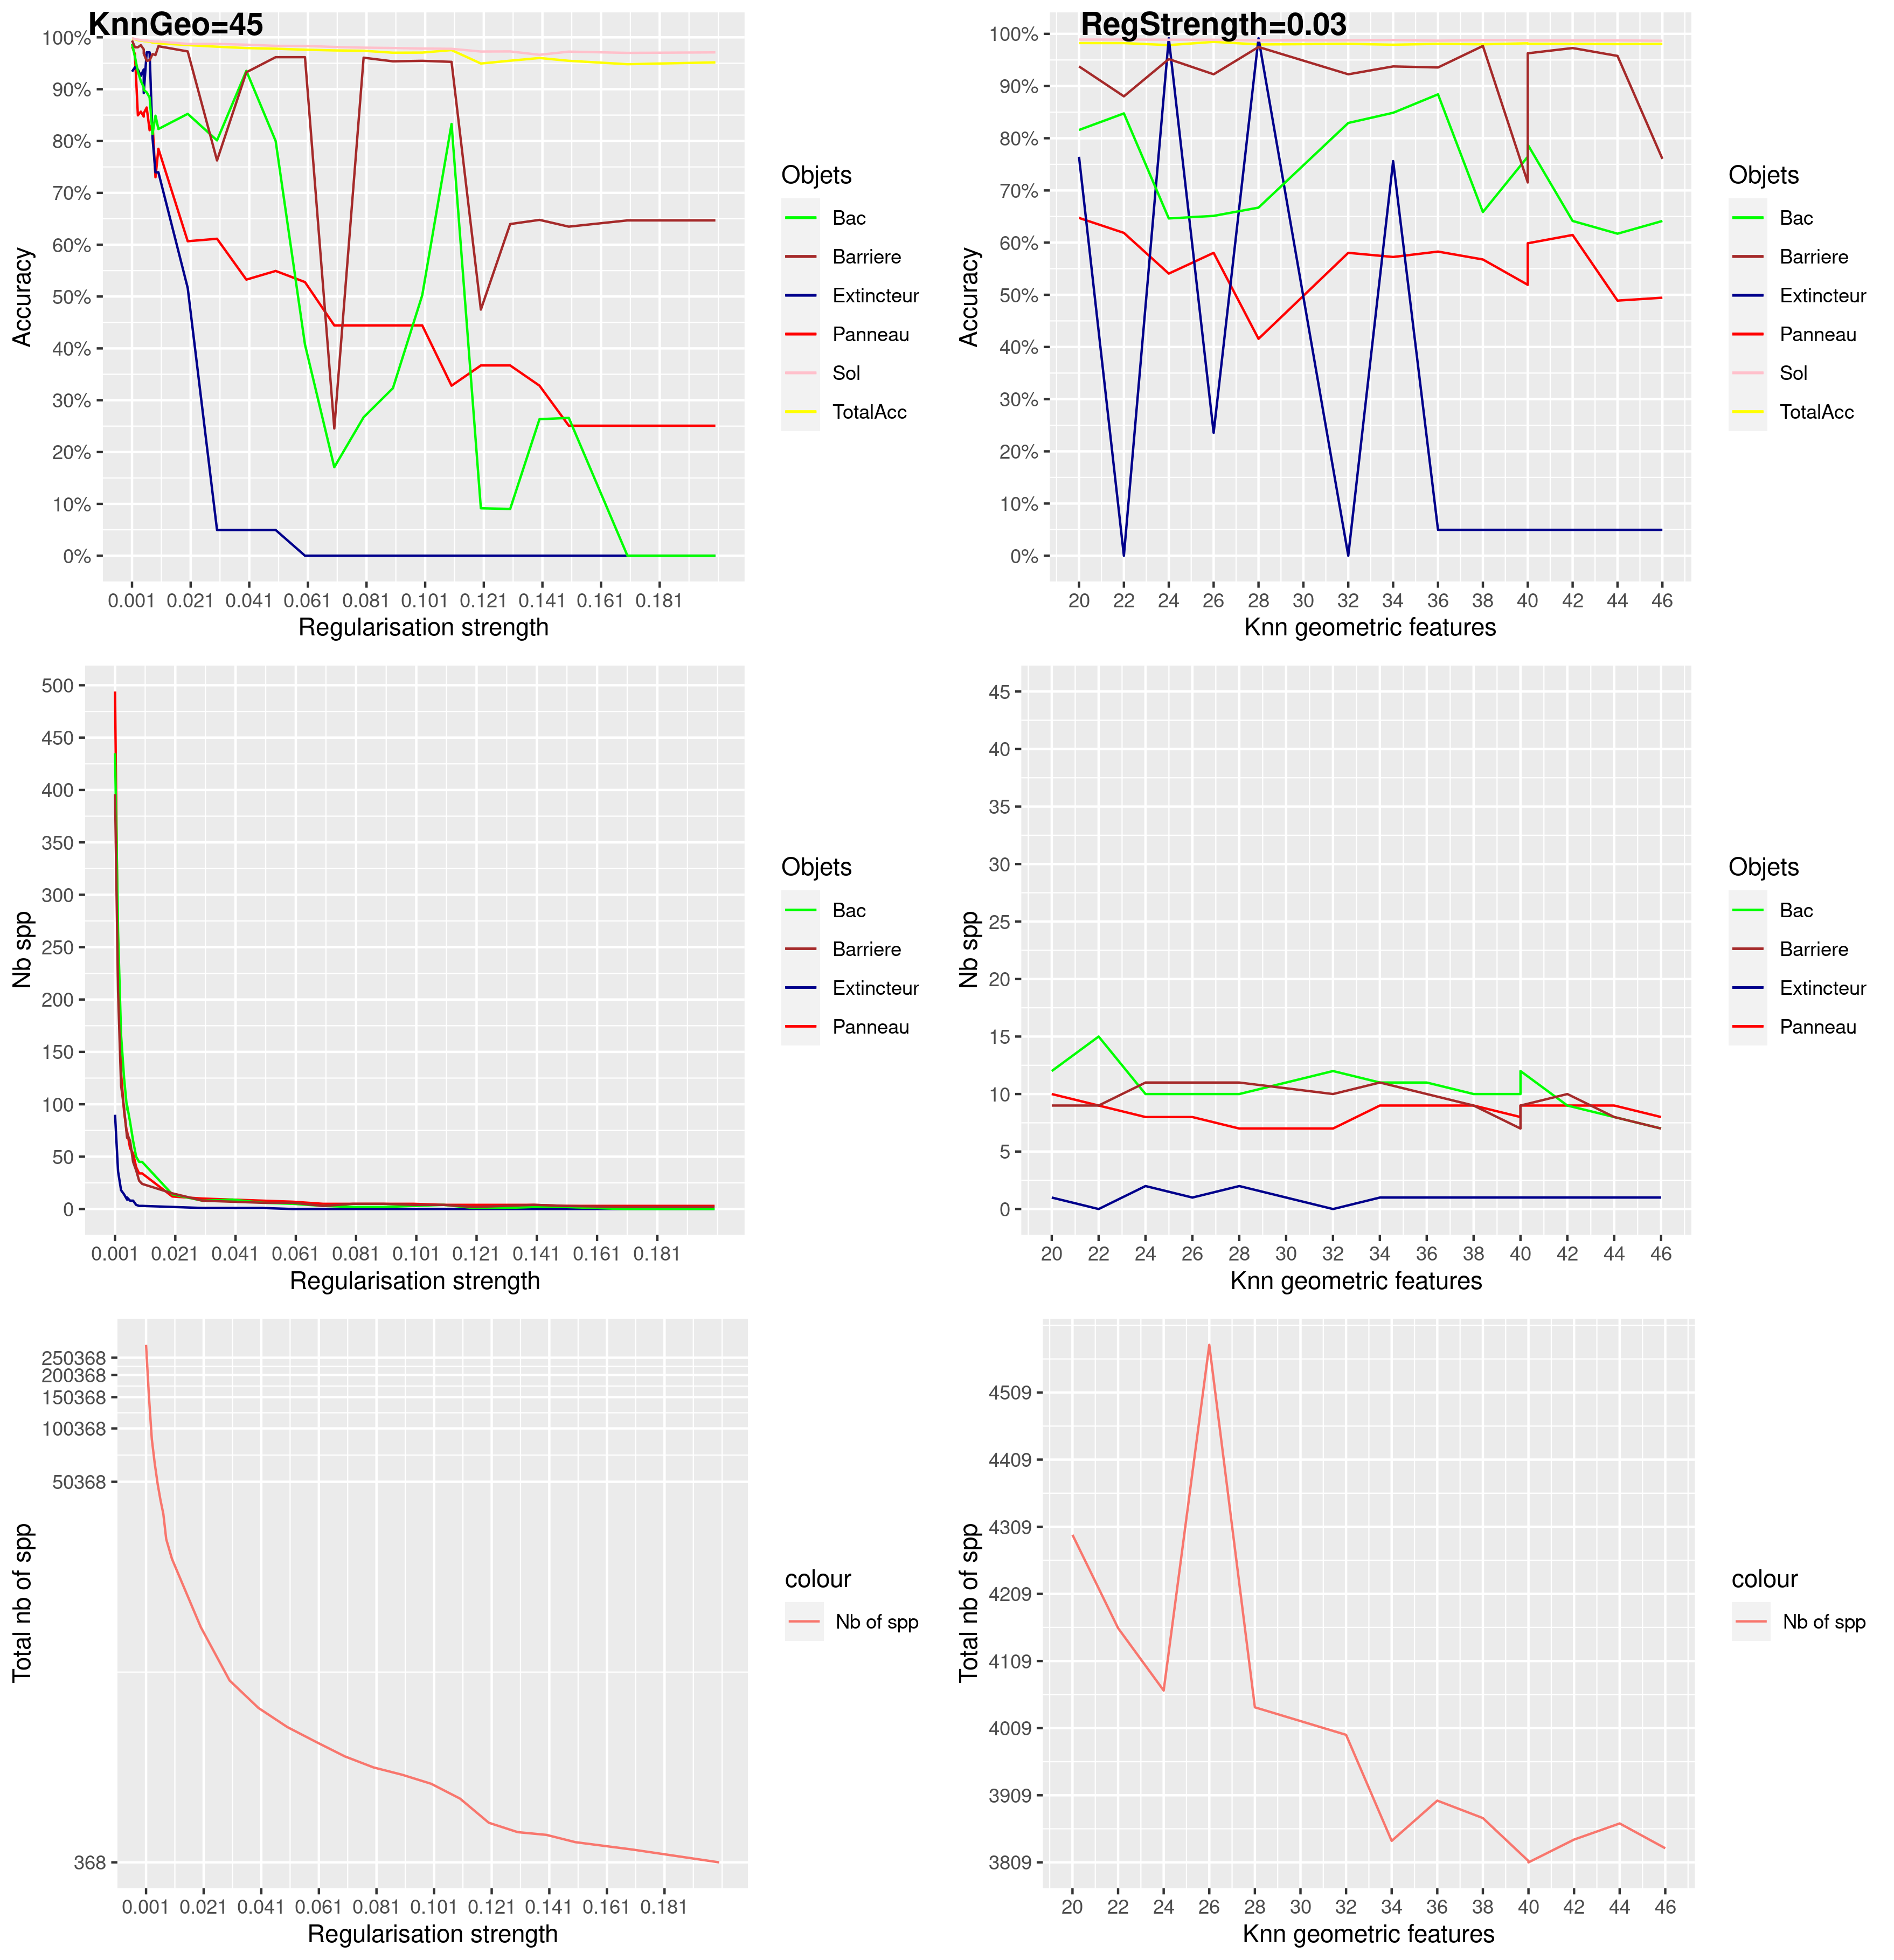 KnnGeo=45
100%
90%
80%
70%
60%
50%
40%
30%
20%
10%
0%
Accuracy
0.001 0.021 0.041 0.061 0.081 0.101 0.121 0.141 0.161 0.181
Regularisation strength
Objets
Bac
Barriere
Extincteur
Panneau
Sol
TotalAcc
RegStrength=0.03
100%
90%
80%
70%
60%
50%
40%
30%
20%
10%
0%
Accuracy
20 22 24 26 28 30 32 34 36 38 40 42 44 46
Knn geometric features
Objets
Bac
Barriere
Extincteur
Panneau
Sol
TotalAcc
500
450
400
350
300
250
200
150
100
50
0
Nb spp
0.001 0.021 0.041 0.061 0.081 0.101 0.121 0.141 0.161 0.181
Regularisation strength
Objets
Bac
Barriere
Extincteur
Panneau
45
40
35
30
25
20
15
10
5
0
Nb spp
20 22 24 26 28 30 32 34 36 38 40 42 44 46
Knn geometric features
Objets
Bac
Barriere
Extincteur
Panneau
250368
200368
150368
100368
50368
368
Total nb of spp
0.001 0.021 0.041 0.061 0.081 0.101 0.121 0.141 0.161 0.181
Regularisation strength
colour
Nb of spp
4509
4409
4309
4209
4109
4009
3909
3809
Total nb of spp
20 22 24 26 28 30 32 34 36 38 40 42 44 46
Knn geometric features
colour
Nb of spp